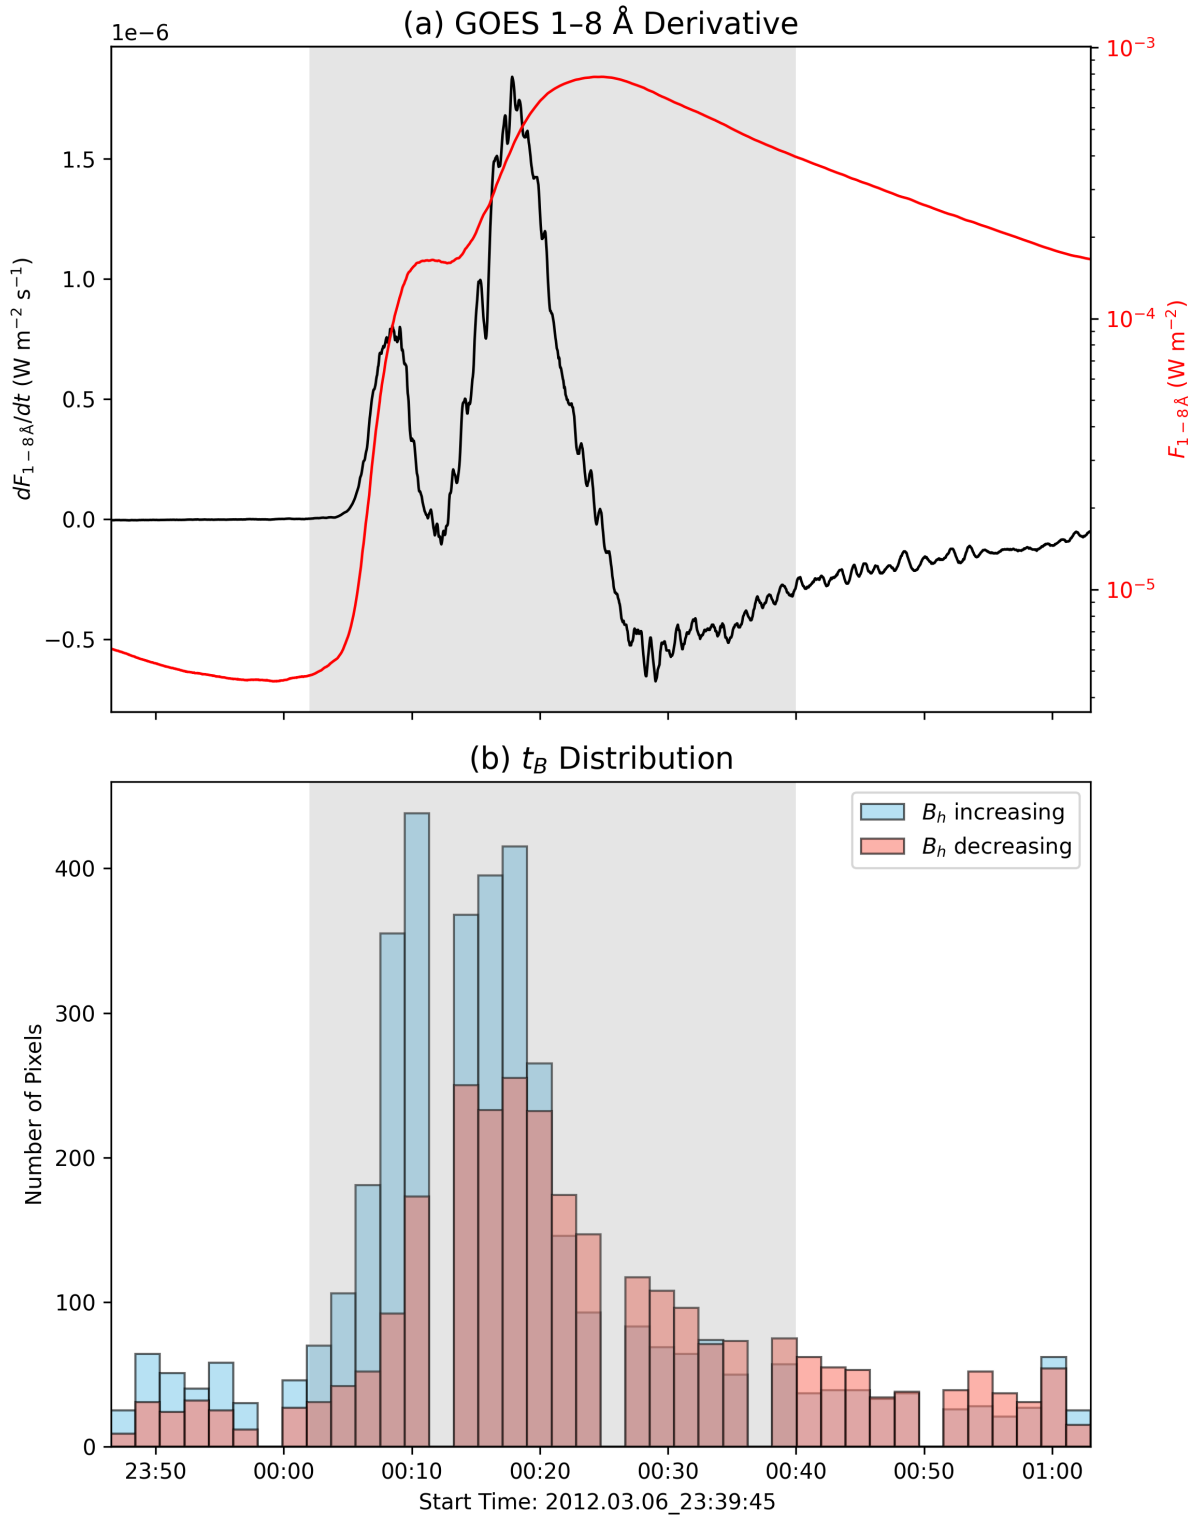 (a) GOES 1–8 Å Derivative
1e−6
10⁻³
1.5
1.0
10⁻⁴
0.5
0.0
10⁻⁵
−0.5
dF₁₋₈Å/dt (W m⁻² s⁻¹)
F₁₋₈Å (W m⁻²)
(b) t_B Distribution
B_h increasing
B_h decreasing
400
300
200
100
0
Number of Pixels
23:50 00:00 00:10 00:20 00:30 00:40 00:50 01:00
Start Time: 2012.03.06_23:39:45